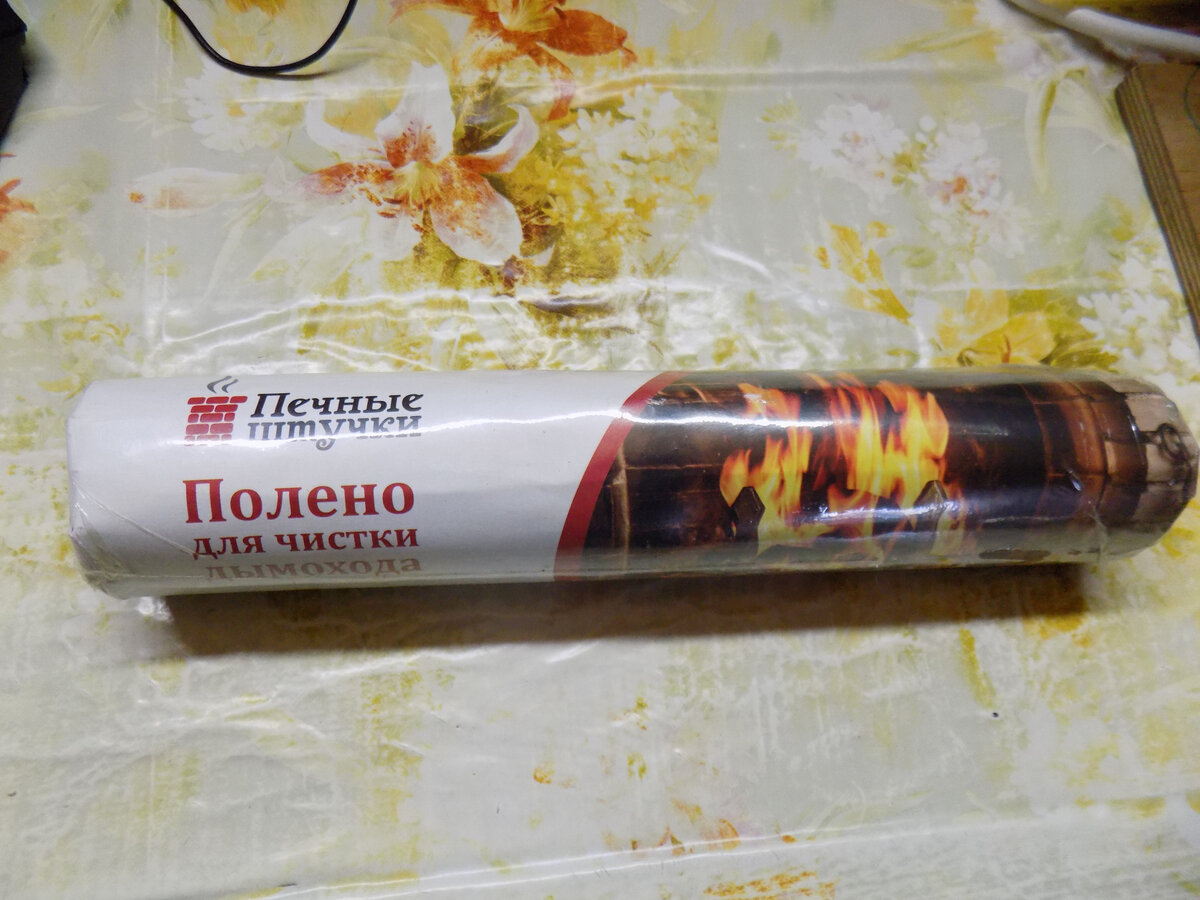 Печные
штучки
Полено
для чистки
дымохода